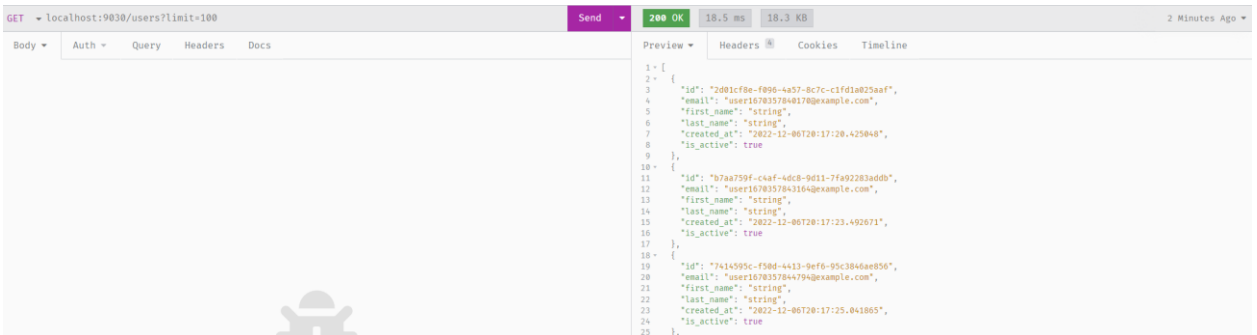 GET localhost:9030/users?limit=100 Send 200 OK 18.5 ms 18.3 KB 2 Minutes Ago
Body Auth Query Headers Docs Preview Headers 4 Cookies Timeline
1 [
2 {
3 "id": "2d01cf8e-f096-4a57-8c7c-c1fd1a025aaf",
4 "email": "user1670357840170@example.com",
5 "first_name": "string",
6 "last_name": "string",
7 "created_at": "2022-12-06T20:17:20.425048",
8 "is_active": true
9 },
10 {
11 "id": "b7aa759f-c4af-4dc8-9d11-7fa92283addb",
12 "email": "user1670357843164@example.com",
13 "first_name": "string",
14 "last_name": "string",
15 "created_at": "2022-12-06T20:17:23.492671",
16 "is_active": true
17 },
18 {
19 "id": "7414595c-f50d-4413-9ef6-95c3846ae856",
20 "email": "user1670357844794@example.com",
21 "first_name": "string",
22 "last_name": "string",
23 "created_at": "2022-12-06T20:17:25.041865",
24 "is_active": true
25 },